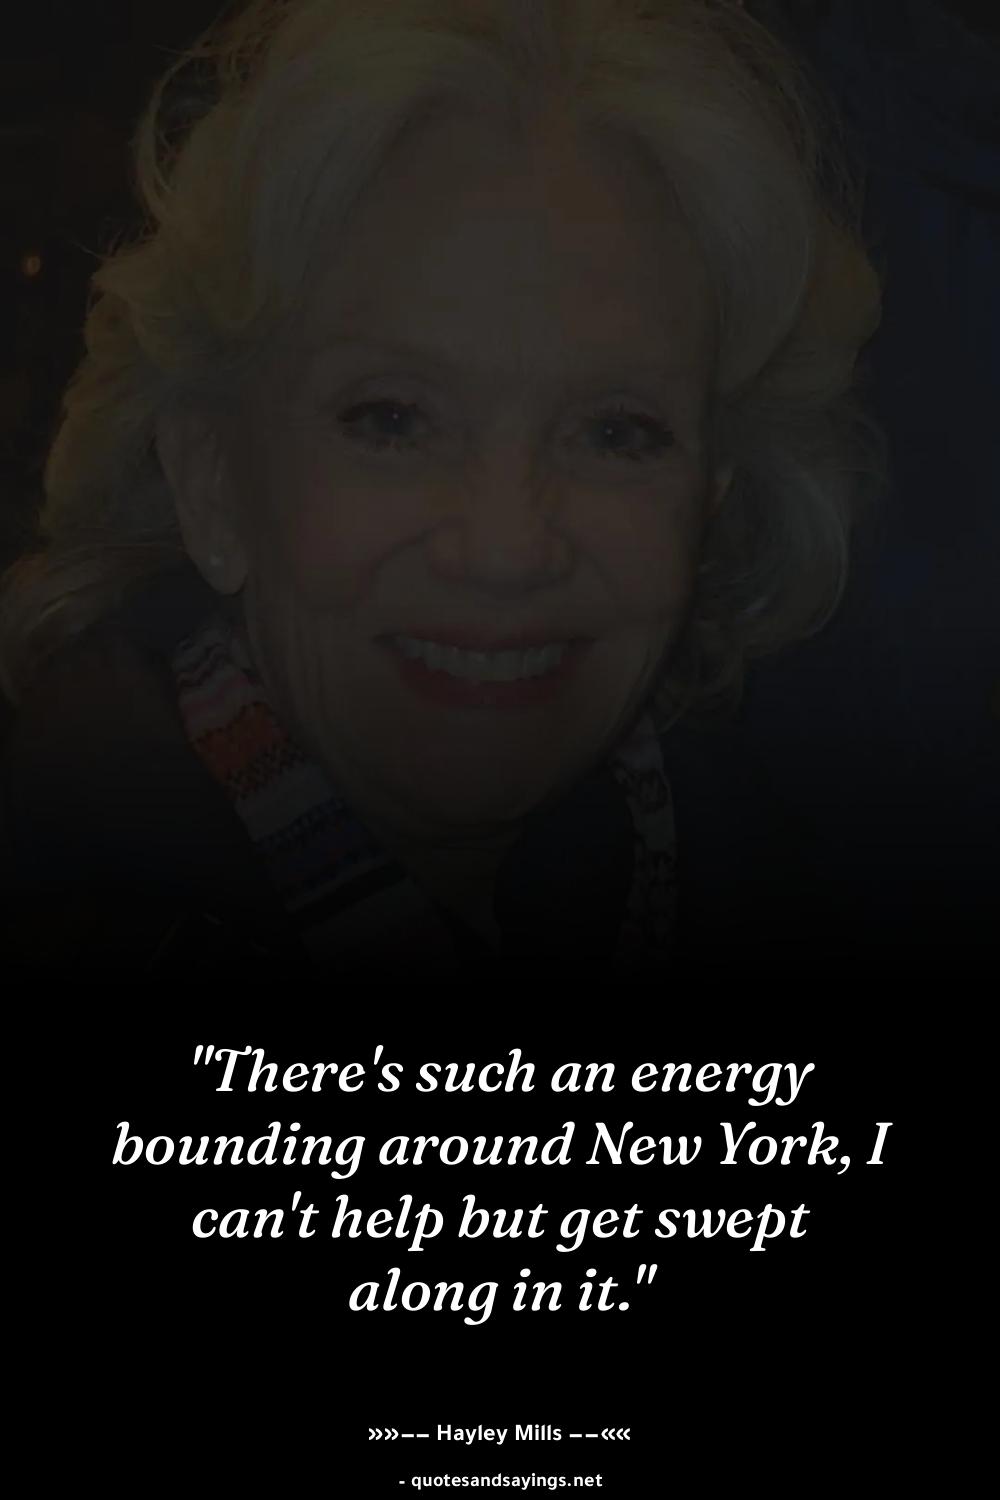 "There's such an energy
bounding around New York, I
can't help but get swept
along in it."
»»−− Hayley Mills −−««
- quotesandsayings.net